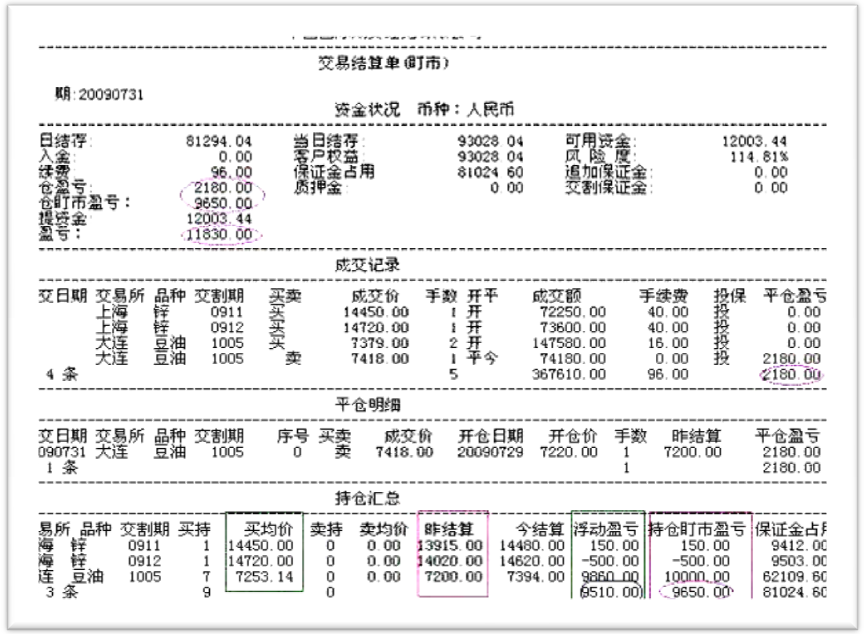 交易结算单(盯市)
期:20090731
资金状况 币种:人民币
日结存: 81294.04 当日结存: 93028.04 可用资金: 12003.44
入金: 0.00 客户权益: 93028.04 风 险 度: 114.81%
续费: 96.00 保证金占用 81024.60 追加保证金: 0.00
仓盈亏: 2180.00 质押金: 0.00 交割保证金: 0.00
仓盯市盈亏: 9650.00
提资金 12003.44
盈亏: 11830.00
成交记录
交日期 交易所 品种 交割期 买卖 成交价 手数 开平 成交额 手续费 投保 平仓盈亏
上海 锌 0911 买 14450.00 1 开 72250.00 40.00 投 0.00
上海 锌 0912 买 14720.00 1 开 73600.00 40.00 投 0.00
大连 豆油 1005 买 7379.00 2 开 147580.00 16.00 投 0.00
大连 豆油 1005 卖 7418.00 1 平今 74180.00 0.00 投 2180.00
4 条 5 367610.00 96.00 2180.00
平仓明细
交日期 交易所 品种 交割期 序号 买卖 成交价 开仓日期 开仓价 手数 昨结算 平仓盈亏
090731 大连 豆油 1005 0 卖 7418.00 20090729 7220.00 1 7200.00 2180.00
1 条 1 2180.00
持仓汇总
易所 品种 交割期 买持 买均价 卖持 卖均价 昨结算 今结算 浮动盈亏 持仓盯市盈亏 保证金占用
海 锌 0911 1 14450.00 0 0.00 13915.00 14480.00 150.00 150.00 9412.00
海 锌 0912 1 14720.00 0 0.00 14020.00 14620.00 -500.00 -500.00 9503.00
连 豆油 1005 7 7253.14 0 0.00 7200.00 7394.00 9860.00 10000.00 62109.60
3 条 9 0 9510.00 9650.00 81024.60